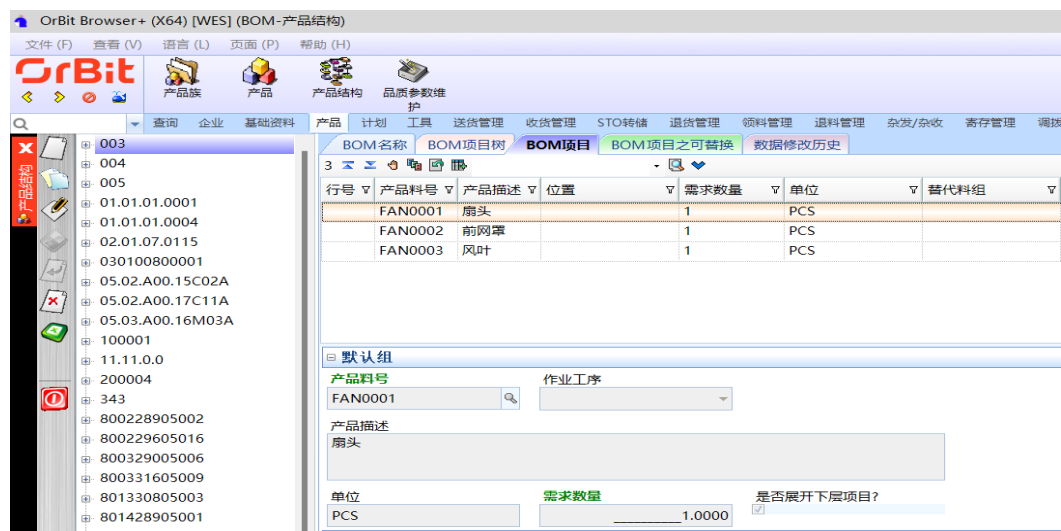 OrBit Browser+ (X64) [WES] (BOM-产品结构)
文件 (F) 查看 (V) 语言 (L) 页面 (P) 帮助 (H)
OrBit
产品族 产品 产品结构 品质参数维护
查询 企业 基础资料 产品 计划 工具 送货管理 收货管理 STO转储 退货管理 领料管理 退料管理 杂发/杂收 寄存管理 调拨
产品结构
003
004
005
01.01.01.0001
01.01.01.0004
02.01.07.0115
030100800001
05.02.A00.15C02A
05.02.A00.17C11A
05.03.A00.16M03A
100001
11.11.0.0
200004
343
800228905002
800229605016
800329005006
800331605009
801330805003
801428905001
BOM名称 BOM项目树 BOM项目 BOM项目之可替换 数据修改历史
3
行号 产品料号 产品描述 位置 需求数量 单位 替代料组
FAN0001 扇头 1 PCS
FAN0002 前网罩 1 PCS
FAN0003 风叶 1 PCS
默认组
产品料号 作业工序
FAN0001
产品描述
扇头
单位 需求数量 是否展开下层项目?
PCS __________1.0000